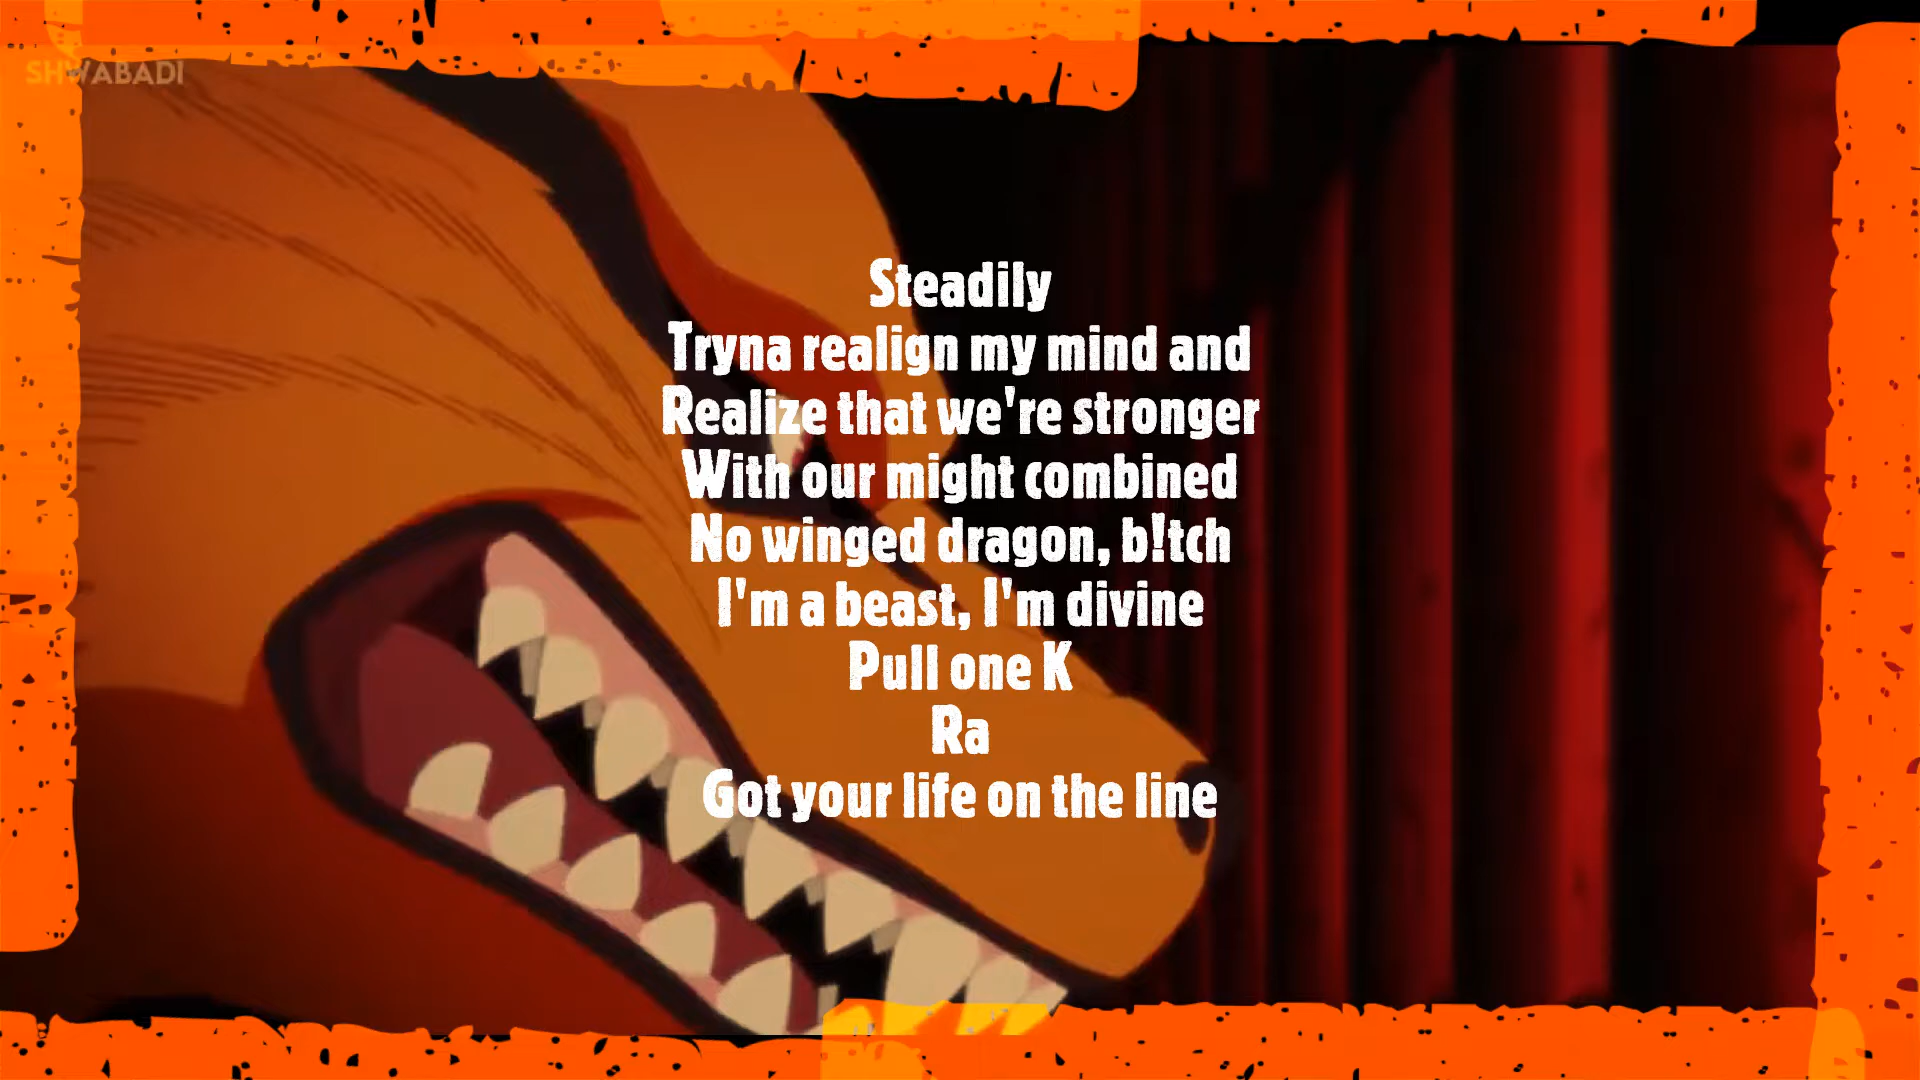 SHWABADI
Steadily
Tryna realign my mind and
Realize that we're stronger
With our might combined
No winged dragon, b!tch
I'm a beast, I'm divine
Pull one K
Ra
Got your life on the line